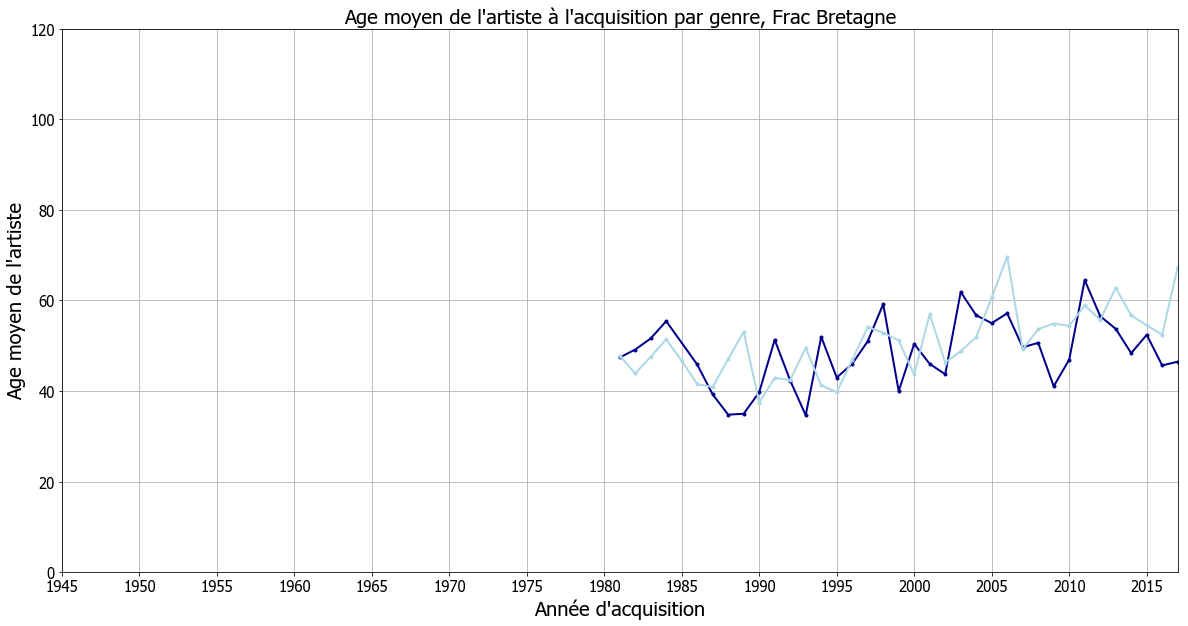 Age moyen de l'artiste à l'acquisition par genre, Frac Bretagne
120
100
80
60
40
20
0
Age moyen de l'artiste
1945 1950 1955 1960 1965 1970 1975 1980 1985 1990 1995 2000 2005 2010 2015
Année d'acquisition